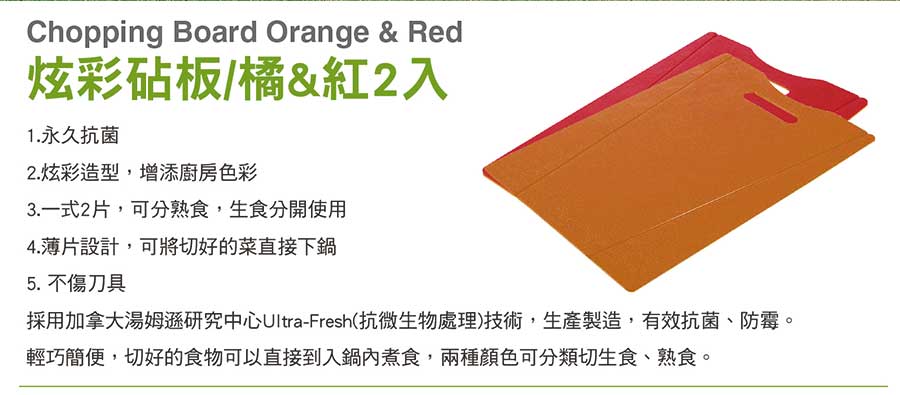 Chopping Board Orange & Red
炫彩砧板/橘&紅2入
1.永久抗菌
2.炫彩造型，增添廚房色彩
3.一式2片，可分熟食，生食分開使用
4.薄片設計，可將切好的菜直接下鍋
5. 不傷刀具
採用加拿大湯姆遜研究中心Ultra-Fresh(抗微生物處理)技術，生產製造，有效抗菌、防霉。
輕巧簡便，切好的食物可以直接到入鍋內煮食，兩種顏色可分類切生食、熟食。